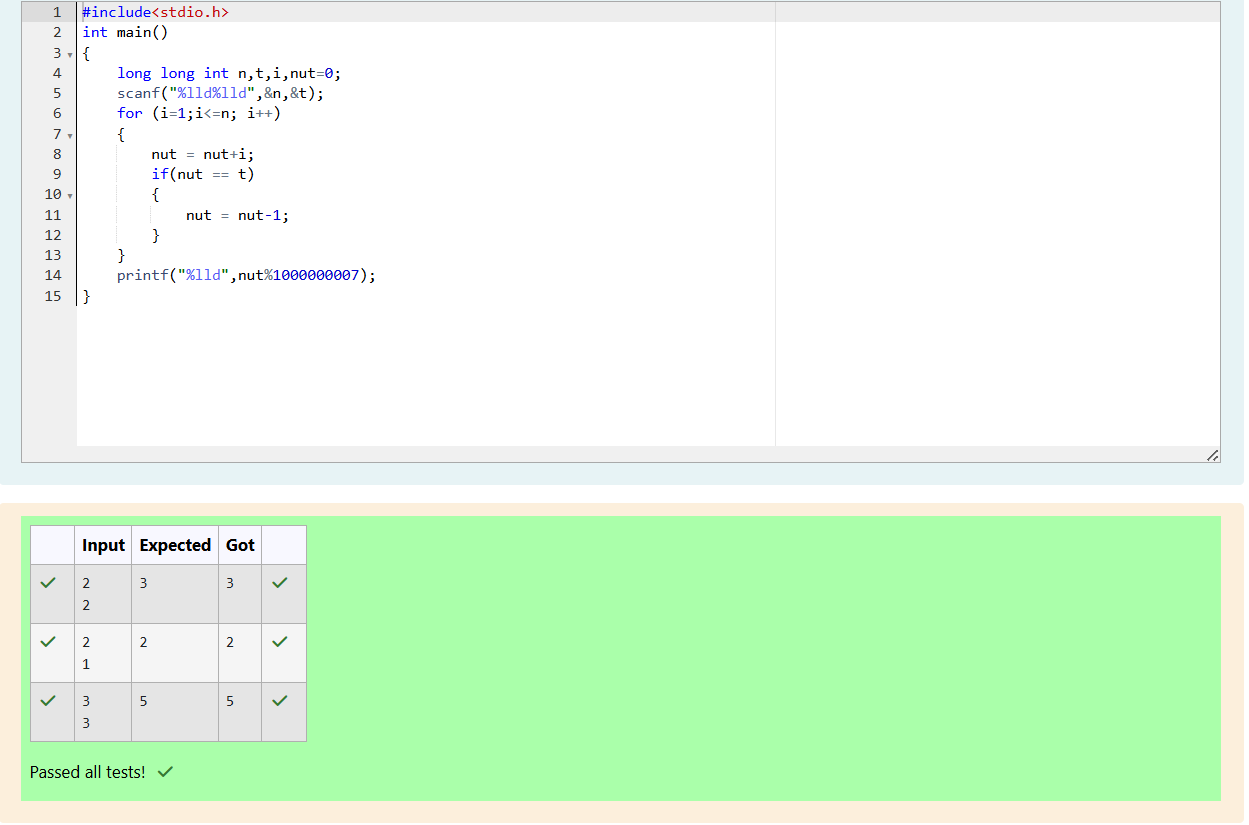 1 #include<stdio.h>
2 int main()
3 {
4     long long int n,t,i,nut=0;
5     scanf("%lld%lld",&n,&t);
6     for (i=1;i<=n; i++)
7     {
8         nut = nut+i;
9         if(nut == t)
10         {
11             nut = nut-1;
12         }
13     }
14     printf("%lld",nut%1000000007);
15 }
Input Expected Got
2 3 3
2
2 2 2
1
3 5 5
3
Passed all tests!